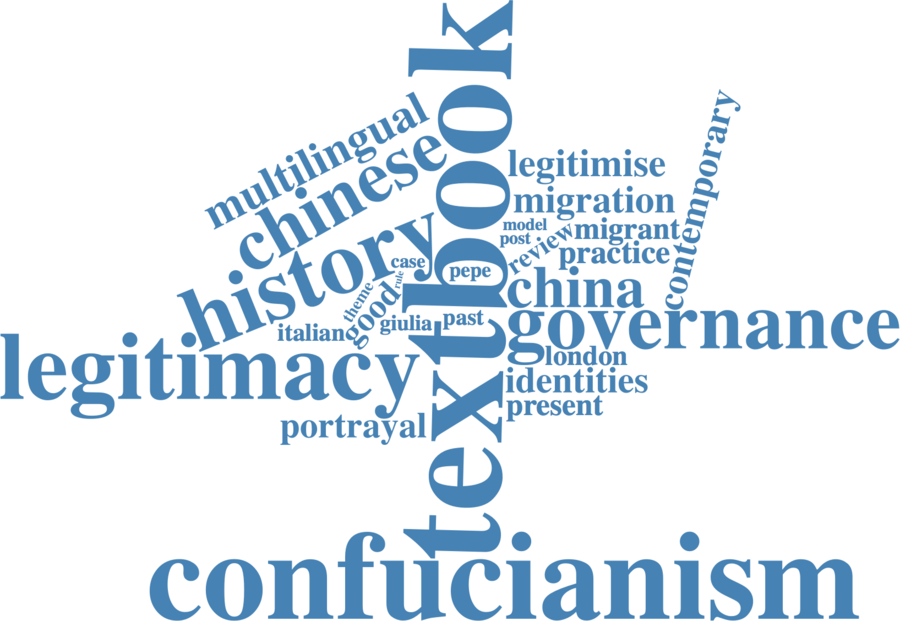 textbook
multilingual
chinese
history
legitimacy
portrayal
italian
theme
good
rule
case
giulia
pepe
past
legitimise
migration
model
post
review
migrant
practice
contemporary
china
governance
london
identities
present
confucianism